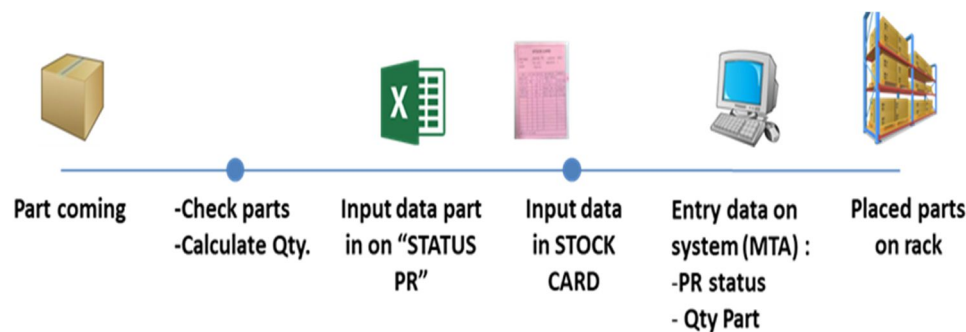 X
Part coming
-Check parts
-Calculate Qty.
Input data part
in on “STATUS
PR”
Input data
in STOCK
CARD
Entry data on
system (MTA) :
-PR status
- Qty Part
Placed parts
on rack